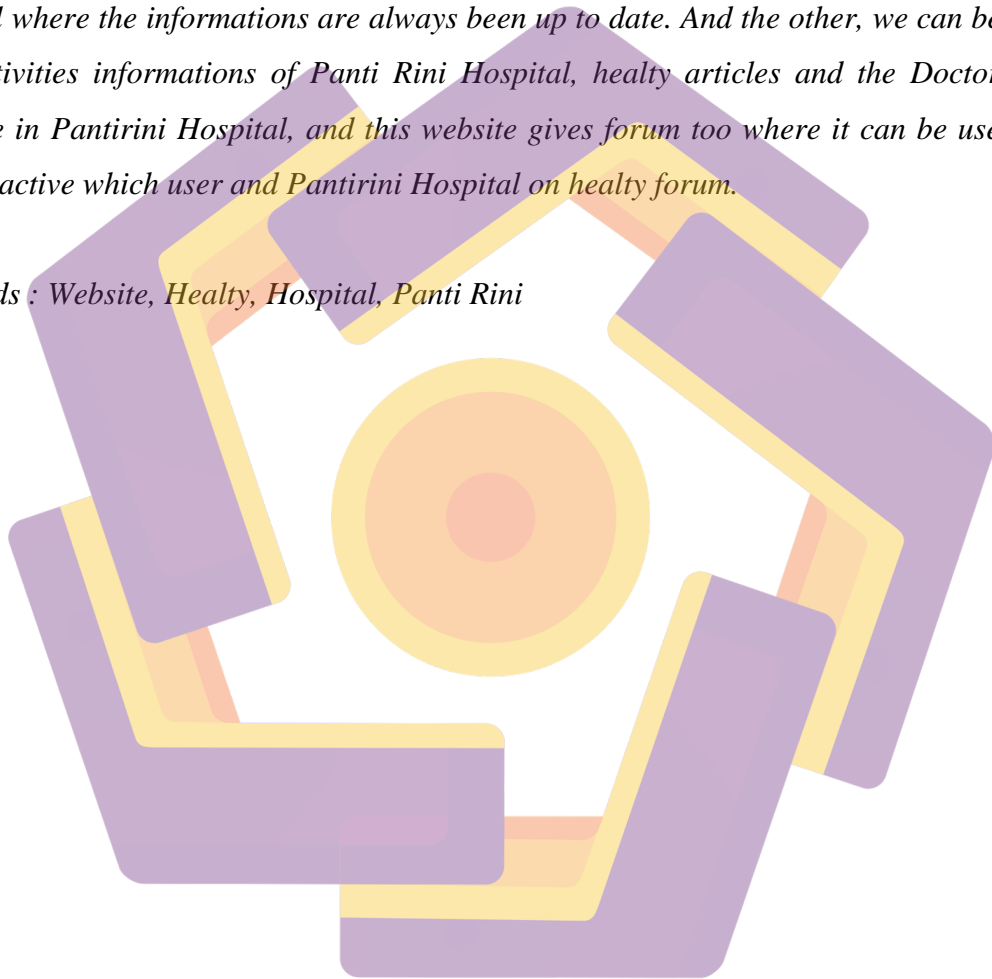 l where the informations are always been up to date. And the other, we can be
tivities informations of Panti Rini Hospital, healty articles and the Doctor
e in Pantirini Hospital, and this website gives forum too where it can be use
active which user and Pantirini Hospital on healty forum.
ds : Website, Healty, Hospital, Panti Rini